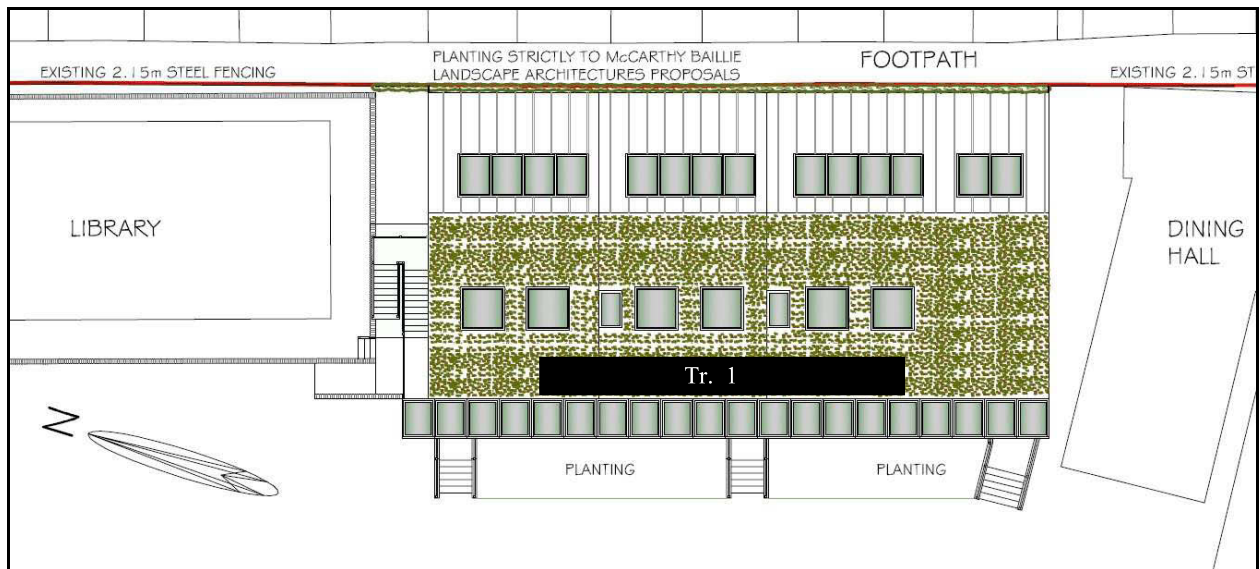 PLANTING STRICTLY TO McCARTHY BAILLIE
LANDSCAPE ARCHITECTURES PROPOSALS
FOOTPATH
EXISTING 2.15m STEEL FENCING
EXISTING 2.15m ST
LIBRARY
DINING
HALL
Tr. 1
N
PLANTING
PLANTING